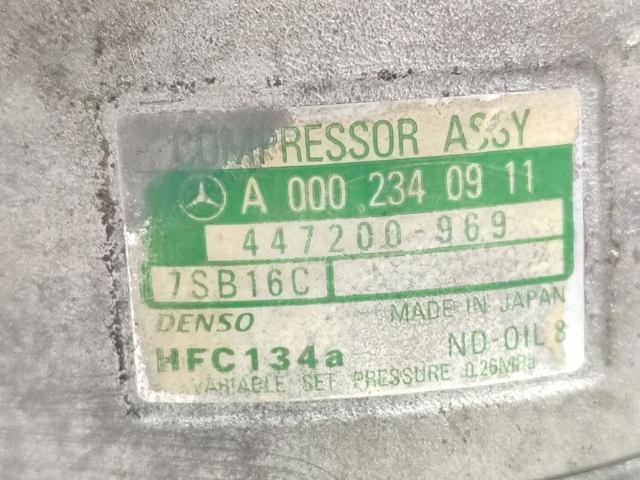 COMPRESSOR ASSY
A 000 234 09 11
447200-969
7SB16C
MADE IN JAPAN
DENSO
ND-OIL 8
HFC134a
VARIABLE SET PRESSURE 0.26MPa